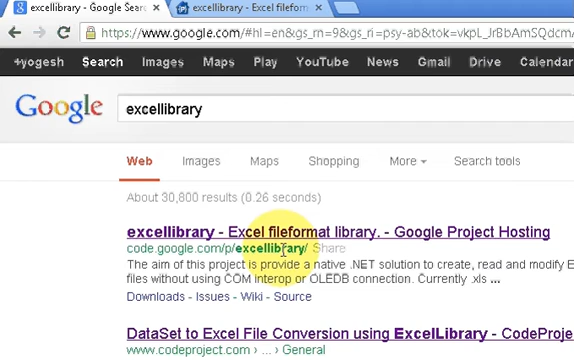 excellibrary - Google Sear
excellibrary - Excel fileform
https://www.google.com/#hl=en&gs_rn=9&gs_ri=psy-ab&tok=vkpL_JrBbAmSQdcm
+yogesh Search Images Maps Play YouTube News Gmail Drive Calendar
Google
excellibrary
Web Images Maps Shopping More Search tools
About 30,800 results (0.26 seconds)
excellibrary - Excel fileformat library. - Google Project Hosting
code.google.com/p/excellibrary/ Share
The aim of this project is provide a native .NET solution to create, read and modify E
files without using COM Interop or OLEDB connection. Currently .xls ...
Downloads - Issues - Wiki - Source
DataSet to Excel File Conversion using ExcelLibrary - CodeProje
www.codeproject.com › ... › General